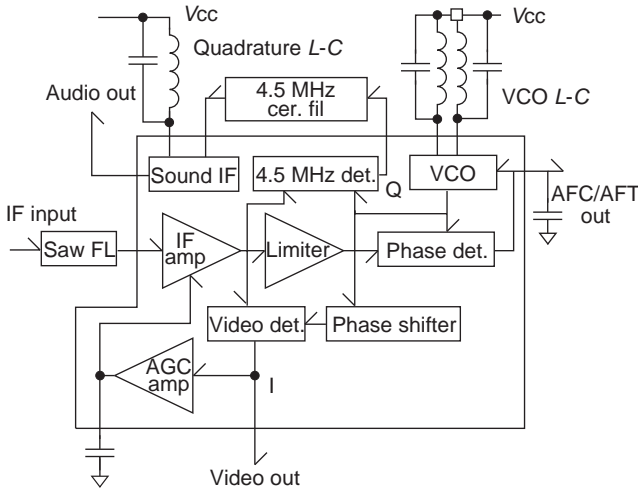 Vcc
Vcc
Quadrature L-C
VCO L-C
Audio out
4.5 MHz
cer. fil
Sound IF
4.5 MHz det.
Q
VCO
AFC/AFT
out
IF input
Saw FL
IF
amp
Limiter
Phase det.
Video det.
Phase shifter
AGC
amp
I
Video out